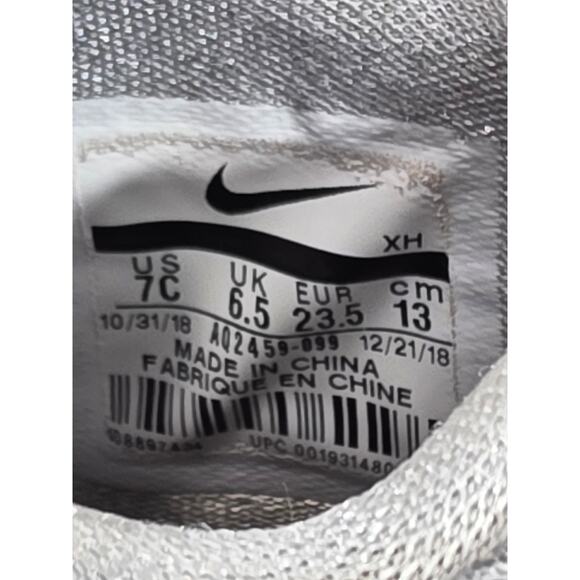 XH
US UK EUR cm
7C 6.5 23.5 13
10/31/18 AQ2459-099 12/21/18
MADE IN CHINA
FABRIQUE EN CHINE
UPC 001931480